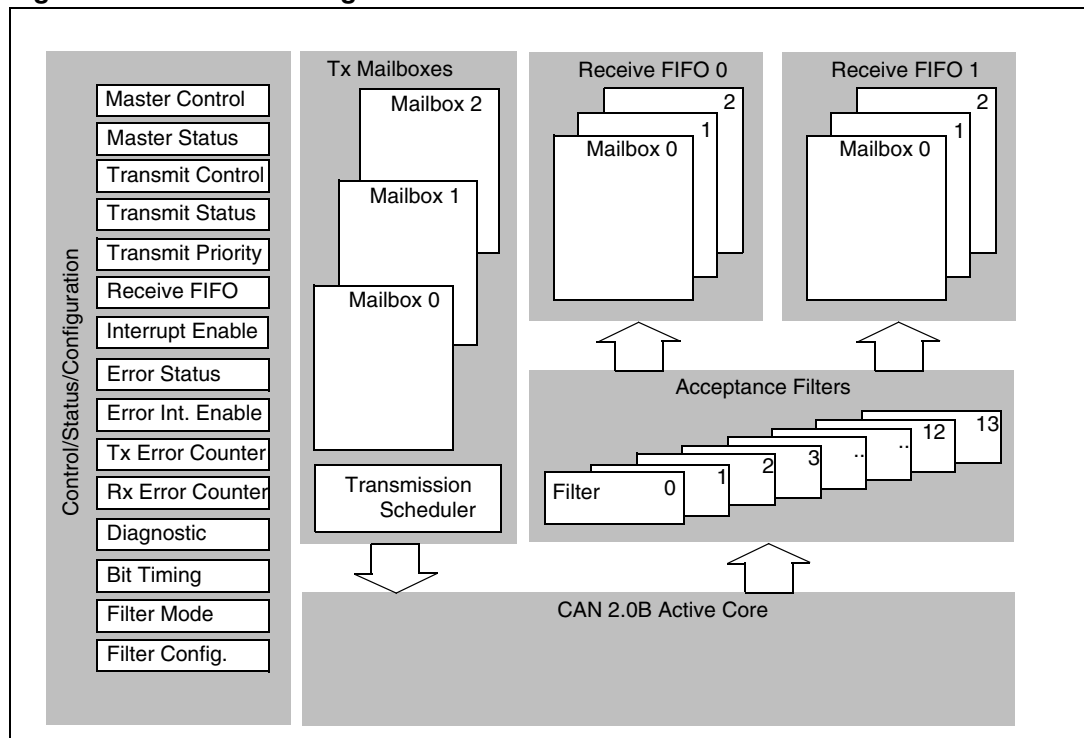 Control/Status/Configuration
Master Control
Master Status
Transmit Control
Transmit Status
Transmit Priority
Receive FIFO
Interrupt Enable
Error Status
Error Int. Enable
Tx Error Counter
Rx Error Counter
Diagnostic
Bit Timing
Filter Mode
Filter Config.
Tx Mailboxes
Mailbox 2
Mailbox 1
Mailbox 0
Transmission
Scheduler
Receive FIFO 0
2
1
Mailbox 0
Receive FIFO 1
2
1
Mailbox 0
Acceptance Filters
Filter 0
1
2
3
..
..
12
13
CAN 2.0B Active Core